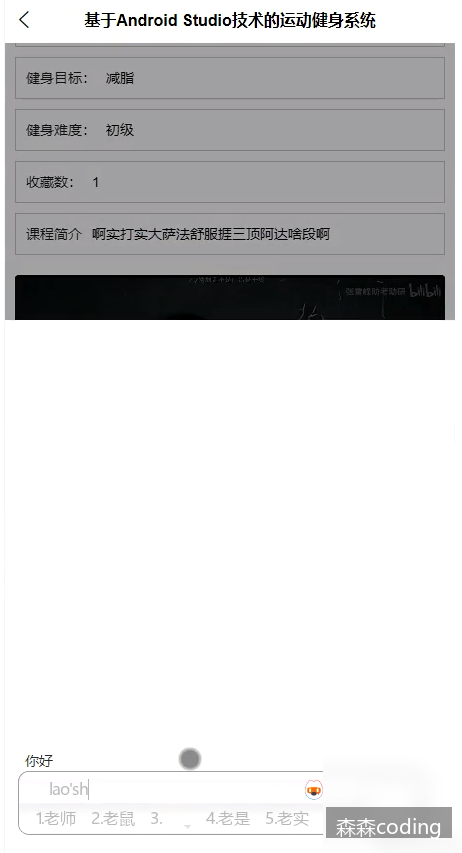 基于Android Studio技术的运动健身系统
健身目标： 减脂
健身难度： 初级
收藏数： 1
课程简介 啊实打实大萨法舒服捱三顶阿达啥段啊
bilibili
你好
lao'sh
1.老师 2.老鼠 3. 4.老是 5.老实
森森coding